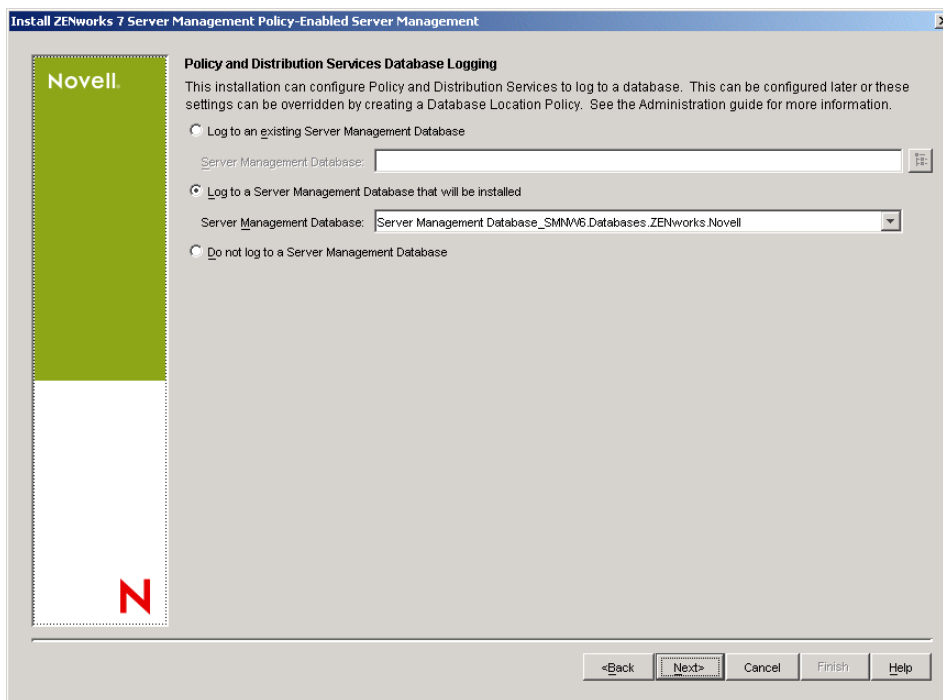 Install ZENworks 7 Server Management Policy-Enabled Server Management
Novell.
Policy and Distribution Services Database Logging
This installation can configure Policy and Distribution Services to log to a database. This can be configured later or these
settings can be overridden by creating a Database Location Policy. See the Administration guide for more information.
Log to an existing Server Management Database
Server Management Database:
Log to a Server Management Database that will be installed
Server Management Database: Server Management Database_SMNW6.Databases.ZENworks.Novell
Do not log to a Server Management Database
N
<Back Next> Cancel Finish Help